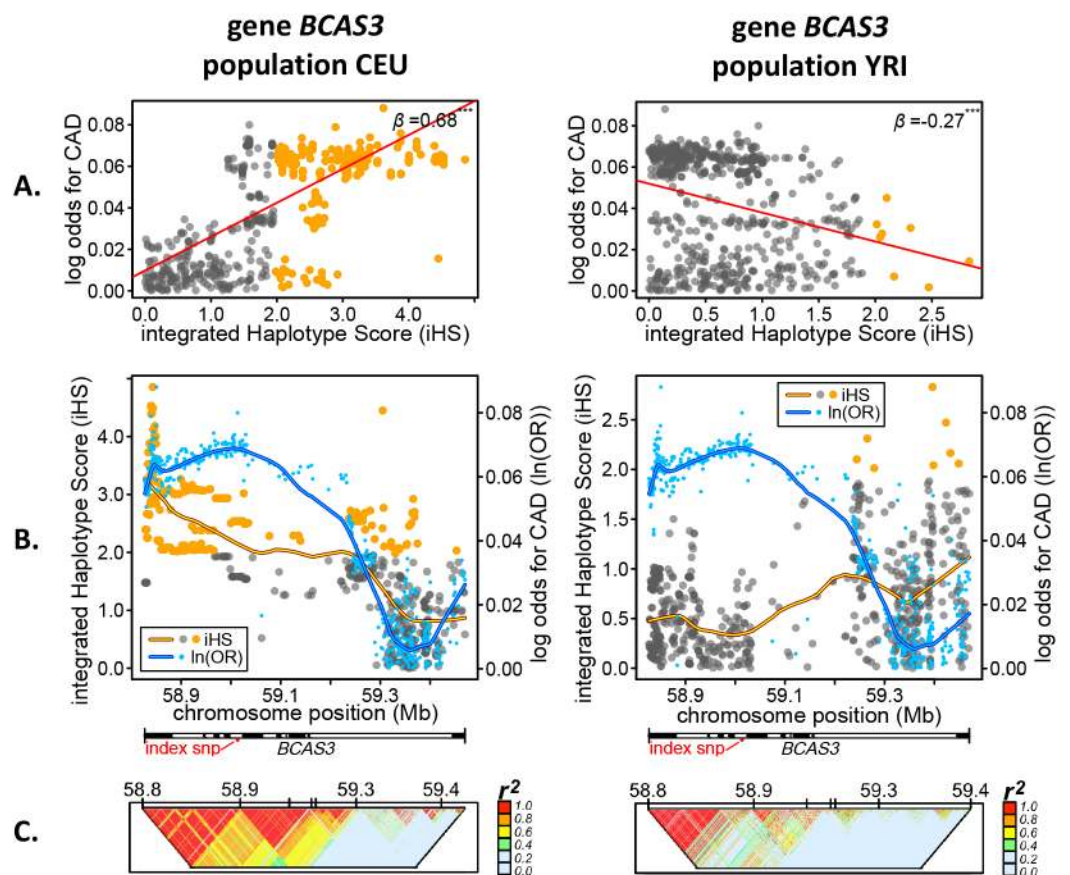 gene BCAS3
population CEU
gene BCAS3
population YRI
A.
log odds for CAD
0.08
0.06
0.04
0.02
0.00
β =0.68***
0.0 1.0 2.0 3.0 4.0
integrated Haplotype Score (iHS)
log odds for CAD
0.08
0.06
0.04
0.02
0.00
β =-0.27***
0.0 0.5 1.0 1.5 2.0 2.5
integrated Haplotype Score (iHS)
B.
integrated Haplotype Score (iHS)
4.0
3.0
2.0
1.0
0.0
iHS
ln(OR)
0.08
0.06
0.04
0.02
0.00
log odds for CAD (ln(OR))
58.9 59.1 59.3
chromosome position (Mb)
index snp
BCAS3
integrated Haplotype Score (iHS)
2.5
2.0
1.5
1.0
0.5
0.0
iHS
ln(OR)
0.08
0.06
0.04
0.02
0.00
log odds for CAD (ln(OR))
58.9 59.1 59.3
chromosome position (Mb)
index snp
BCAS3
C.
58.8 58.9 59.3 59.4
r²
1.0
0.8
0.6
0.4
0.2
0.0
58.8 58.9 59.3 59.4
r²
1.0
0.8
0.6
0.4
0.2
0.0